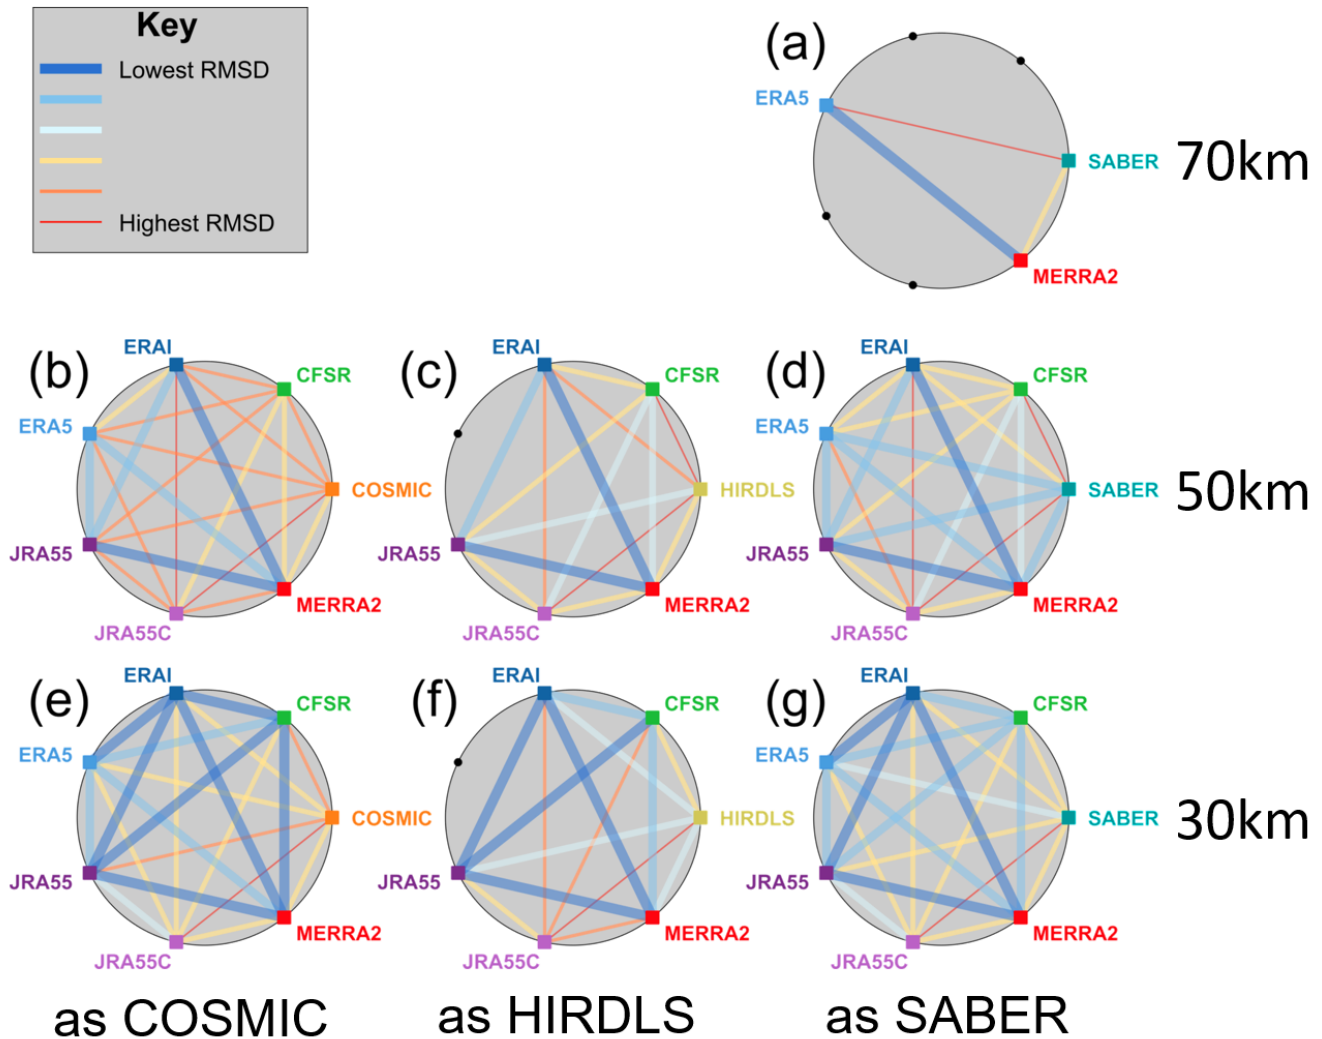 Key
Lowest RMSD
Highest RMSD
(a)
ERA5
SABER
MERRA2
70km
(b)
ERAI
CFSR
ERA5
COSMIC
JRA55
MERRA2
JRA55C
(c)
ERAI
CFSR
HIRDLS
JRA55
MERRA2
JRA55C
(d)
ERAI
CFSR
ERA5
SABER
JRA55
MERRA2
JRA55C
50km
(e)
ERAI
CFSR
ERA5
COSMIC
JRA55
MERRA2
JRA55C
(f)
ERAI
CFSR
HIRDLS
JRA55
MERRA2
JRA55C
(g)
ERAI
CFSR
ERA5
SABER
JRA55
MERRA2
JRA55C
30km
as COSMIC
as HIRDLS
as SABER